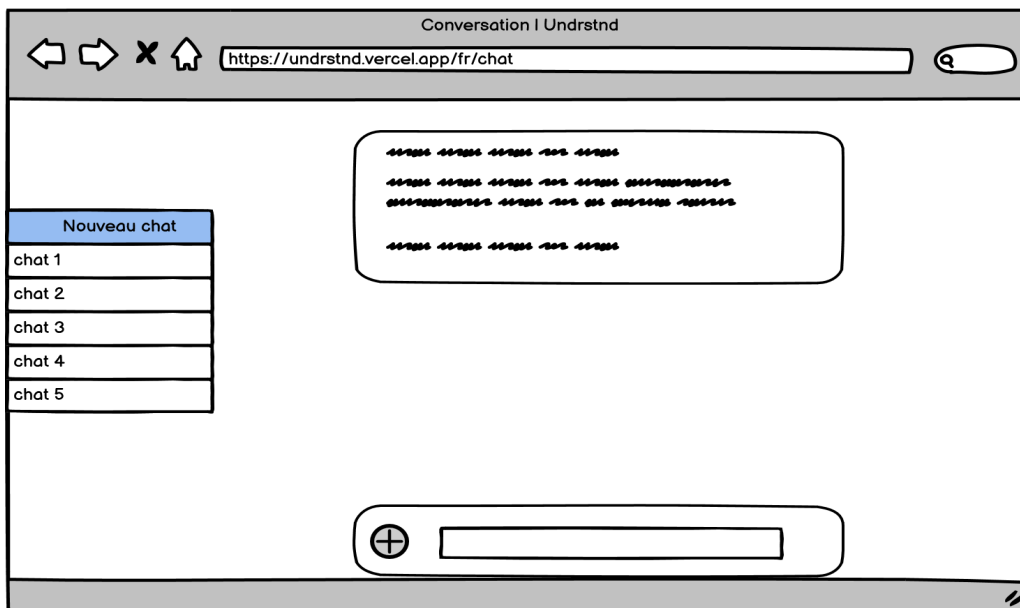 Conversation | Undrstnd
https://undrstnd.vercel.app/fr/chat
Nouveau chat
chat 1
chat 2
chat 3
chat 4
chat 5